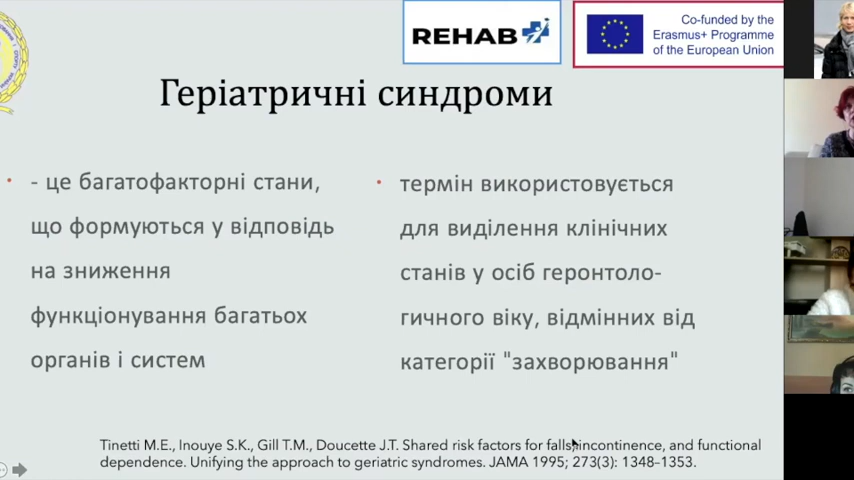 REHAB
Co-funded by the
Erasmus+ Programme
of the European Union
Геріатричні синдроми
- це багатофакторні стани,
що формуються у відповідь
на зниження
функціонування багатьох
органів і систем
термін використовується
для виділення клінічних
станів у осіб геронтоло-
гичного віку, відмінних від
категорії "захворювання"
Tinetti M.E., Inouye S.K., Gill T.M., Doucette J.T. Shared risk factors for falls, incontinence, and functional
dependence. Unifying the approach to geriatric syndromes. JAMA 1995; 273(3): 1348–1353.